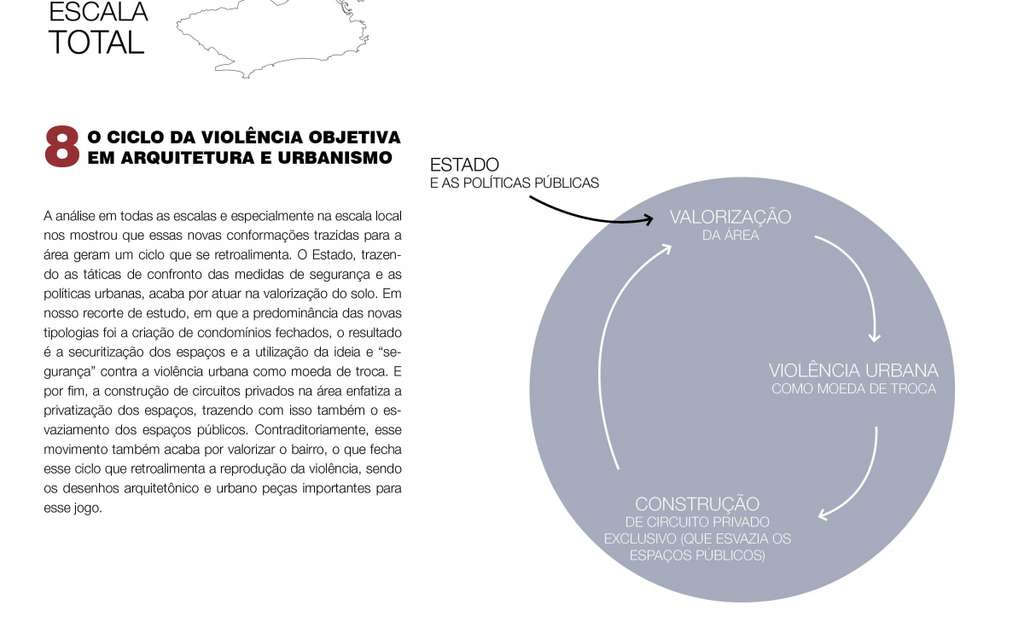 ESCALA
TOTAL
8 O CICLO DA VIOLÊNCIA OBJETIVA
EM ARQUITETURA E URBANISMO
A análise em todas as escalas e especialmente na escala local
nos mostrou que essas novas conformações trazidas para a
área geram um ciclo que se retroalimenta. O Estado, trazen-
do as táticas de confronto das medidas de segurança e as
políticas urbanas, acaba por atuar na valorização do solo. Em
nosso recorte de estudo, em que a predominância das novas
tipologias foi a criação de condomínios fechados, o resultado
é a securitização dos espaços e a utilização da ideia e “se-
gurança” contra a violência urbana como moeda de troca. E
por fim, a construção de circuitos privados na área enfatiza a
privatização dos espaços, trazendo com isso também o es-
vaziamento dos espaços públicos. Contraditoriamente, esse
movimento também acaba por valorizar o bairro, o que fecha
esse ciclo que retroalimenta a reprodução da violência, sendo
os desenhos arquitetônico e urbano peças importantes para
esse jogo.
ESTADO
E AS POLÍTICAS PÚBLICAS
VALORIZAÇÃO
DA ÁREA
VIOLÊNCIA URBANA
COMO MOEDA DE TROCA
CONSTRUÇÃO
DE CIRCUITO PRIVADO
EXCLUSIVO (QUE ESVAZIA OS
ESPAÇOS PÚBLICOS)